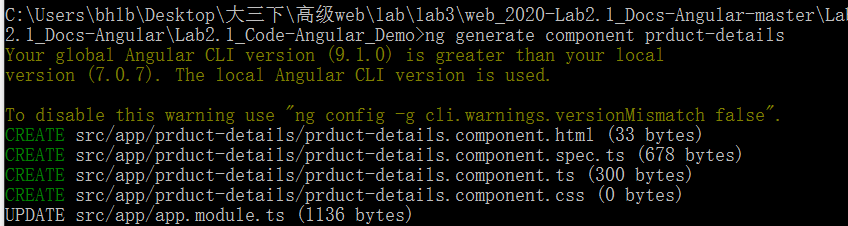 C:\Users\bhlb\Desktop\大三下\高级web\lab\lab3\web_2020-Lab2.1_Docs-Angular-master\Lab
2.1_Docs-Angular\Lab2.1_Code-Angular_Demo>ng generate component prduct-details
Your global Angular CLI version (9.1.0) is greater than your local
version (7.0.7). The local Angular CLI version is used.
To disable this warning use "ng config -g cli.warnings.versionMismatch false".
CREATE src/app/prduct-details/prduct-details.component.html (33 bytes)
CREATE src/app/prduct-details/prduct-details.component.spec.ts (678 bytes)
CREATE src/app/prduct-details/prduct-details.component.ts (300 bytes)
CREATE src/app/prduct-details/prduct-details.component.css (0 bytes)
UPDATE src/app/app.module.ts (1136 bytes)